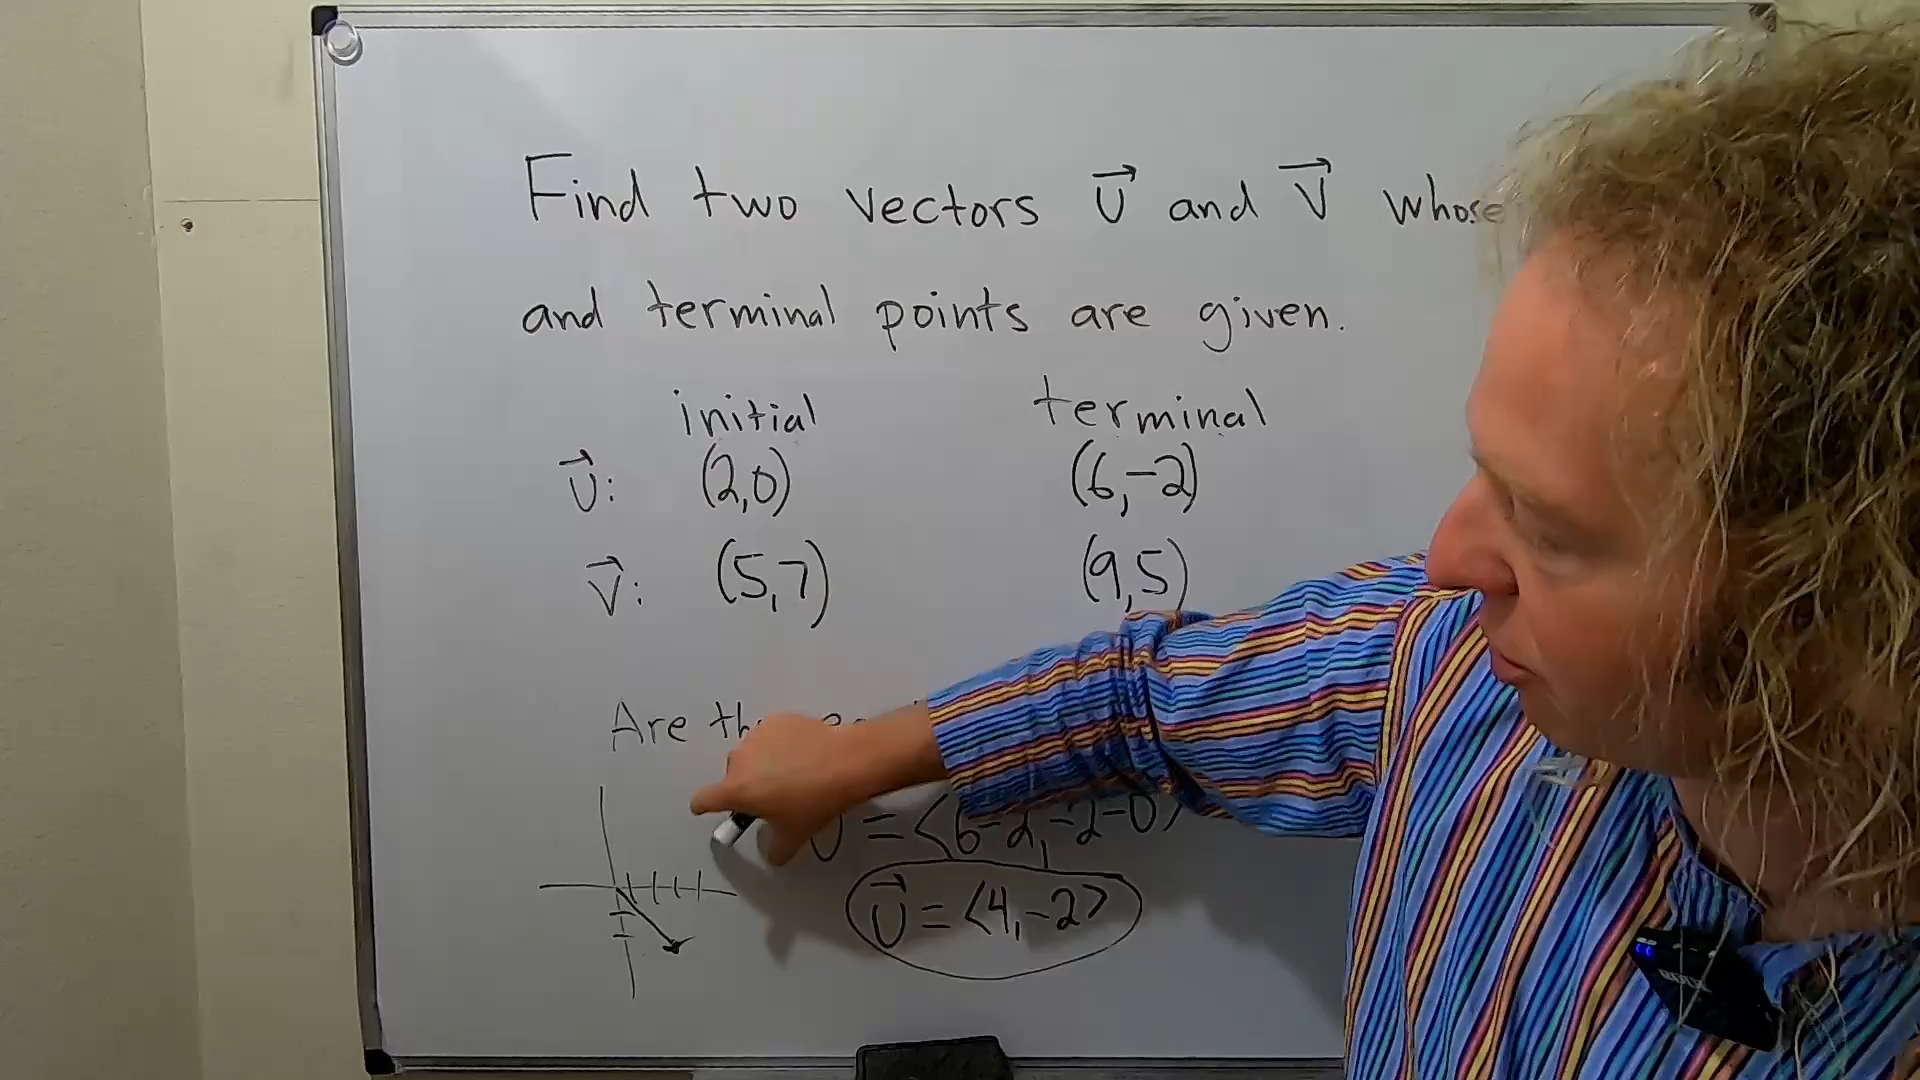 Find two vectors U⃗ and V⃗ whose
and terminal points are given.
initial terminal
U⃗: (2,0) (6,-2)
V⃗: (5,7) (9,5)
Are
U = <6-2, -2-0>
U⃗ = <4, -2>